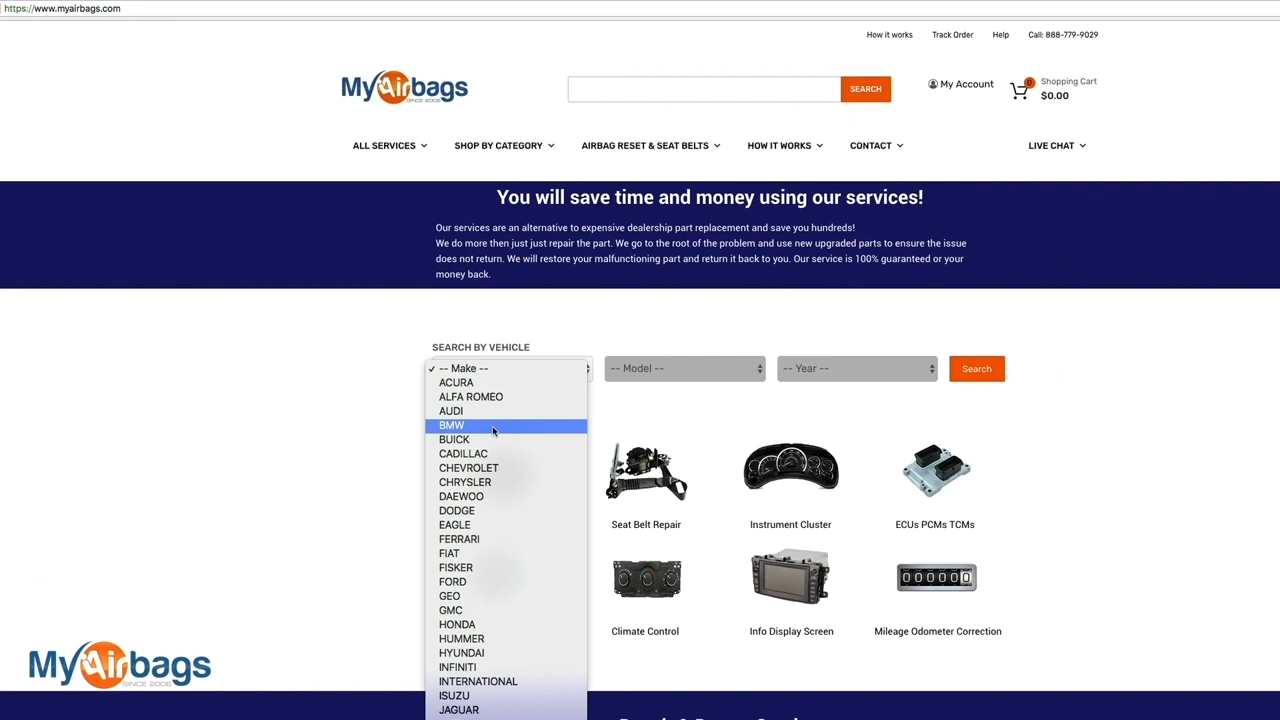 https://www.myairbags.com
How it works
Track Order
Help
Call: 888-779-9029
MyAirbags
SINCE 2006
SEARCH
My Account
0
Shopping Cart
$0.00
ALL SERVICES
SHOP BY CATEGORY
AIRBAG RESET & SEAT BELTS
HOW IT WORKS
CONTACT
LIVE CHAT
You will save time and money using our services!
Our services are an alternative to expensive dealership part replacement and save you hundreds!
We do more then just just repair the part. We go to the root of the problem and use new upgraded parts to ensure the issue
does not return. We will restore your malfunctioning part and return it back to you. Our service is 100% guaranteed or your
money back.
SEARCH BY VEHICLE
✓ -- Make --
-- Model --
-- Year --
Search
ACURA
ALFA ROMEO
AUDI
BMW
BUICK
CADILLAC
CHEVROLET
CHRYSLER
DAEWOO
DODGE
EAGLE
FERRARI
FIAT
FISKER
FORD
GEO
GMC
HONDA
HUMMER
HYUNDAI
INFINITI
INTERNATIONAL
ISUZU
JAGUAR
Seat Belt Repair
Instrument Cluster
ECUs PCMs TCMs
000000
Climate Control
Info Display Screen
Mileage Odometer Correction
MyAirbags
SINCE 2006